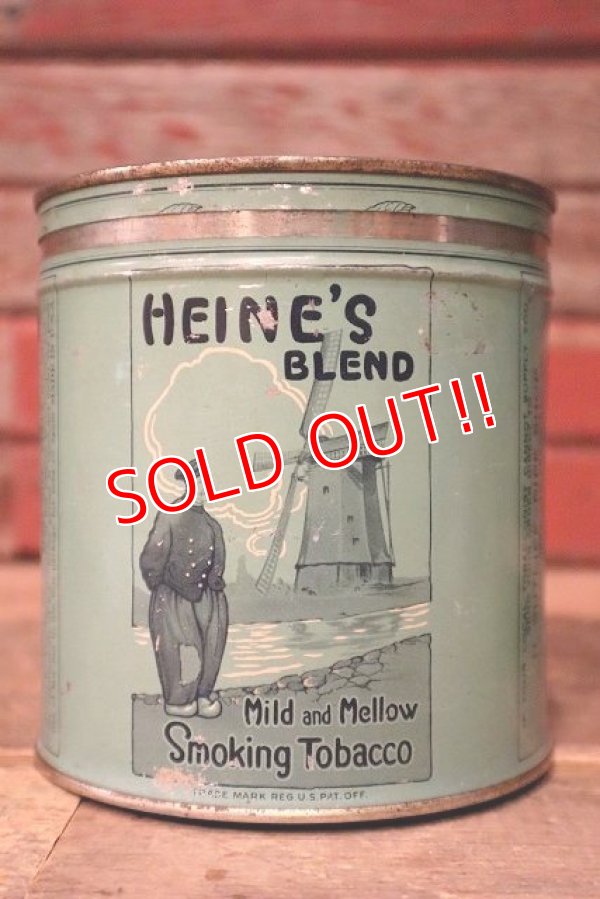 HEINE'S
BLEND
SOLD OUT!!
Mild and Mellow
Smoking Tobacco
TRADE MARK REG U.S. PAT. OFF.